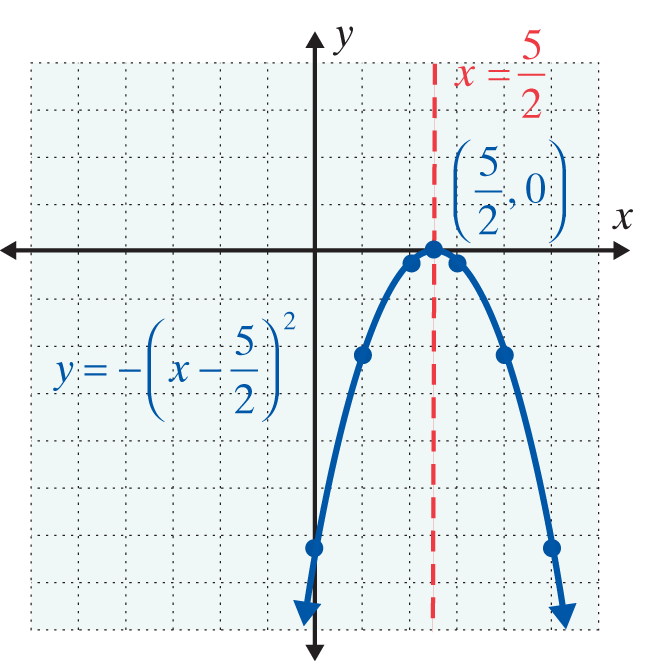 y
x = 5/2
(5/2, 0)
x
y = −(x − 5/2)²